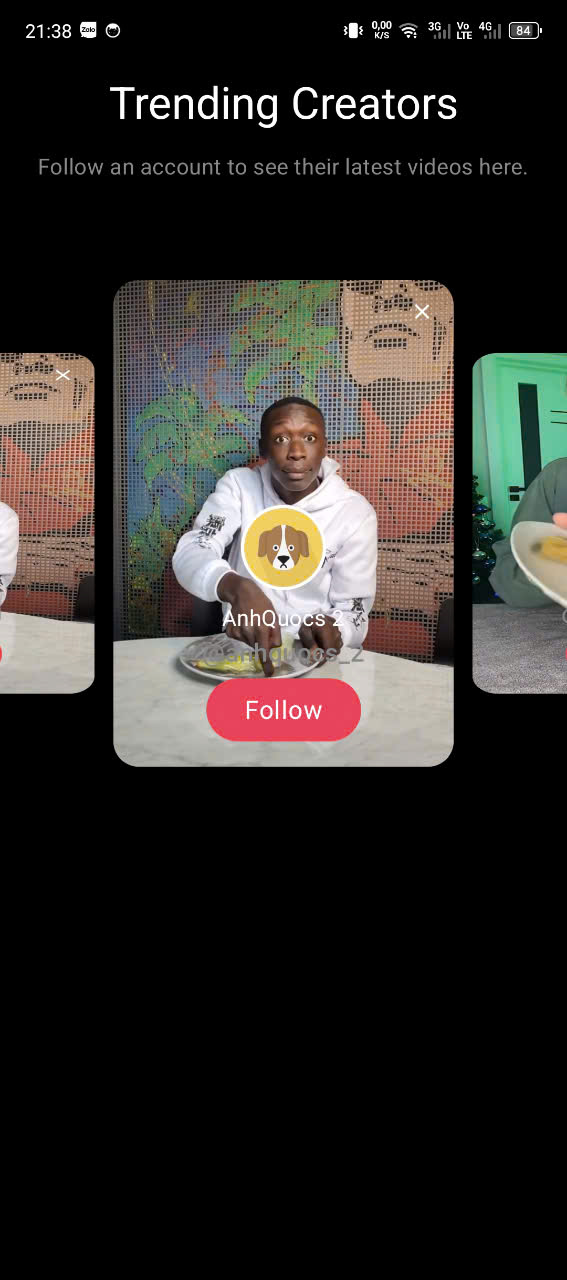 21:38 Zalo 0,00 K/S 3G Vo LTE 4G 84
Trending Creators
Follow an account to see their latest videos here.
AnhQuocs 2
@anhquocs_2
Follow